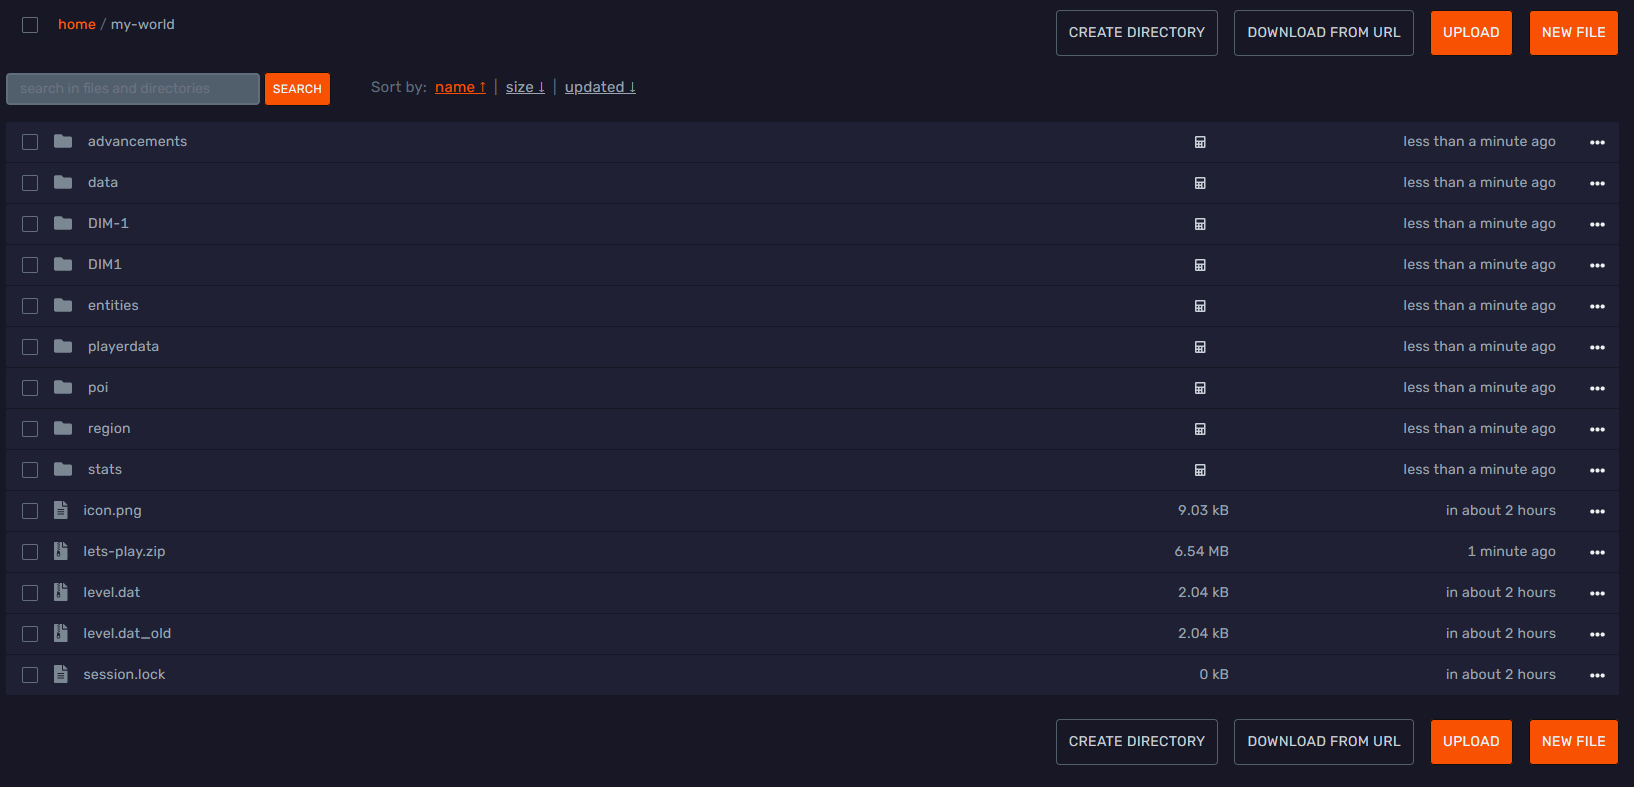 home / my-world
CREATE DIRECTORY DOWNLOAD FROM URL UPLOAD NEW FILE
search in files and directories SEARCH Sort by: name ↑ | size ↓ | updated ↓
advancements less than a minute ago
data less than a minute ago
DIM-1 less than a minute ago
DIM1 less than a minute ago
entities less than a minute ago
playerdata less than a minute ago
poi less than a minute ago
region less than a minute ago
stats less than a minute ago
icon.png 9.03 kB in about 2 hours
lets-play.zip 6.54 MB 1 minute ago
level.dat 2.04 kB in about 2 hours
level.dat_old 2.04 kB in about 2 hours
session.lock 0 kB in about 2 hours
CREATE DIRECTORY DOWNLOAD FROM URL UPLOAD NEW FILE